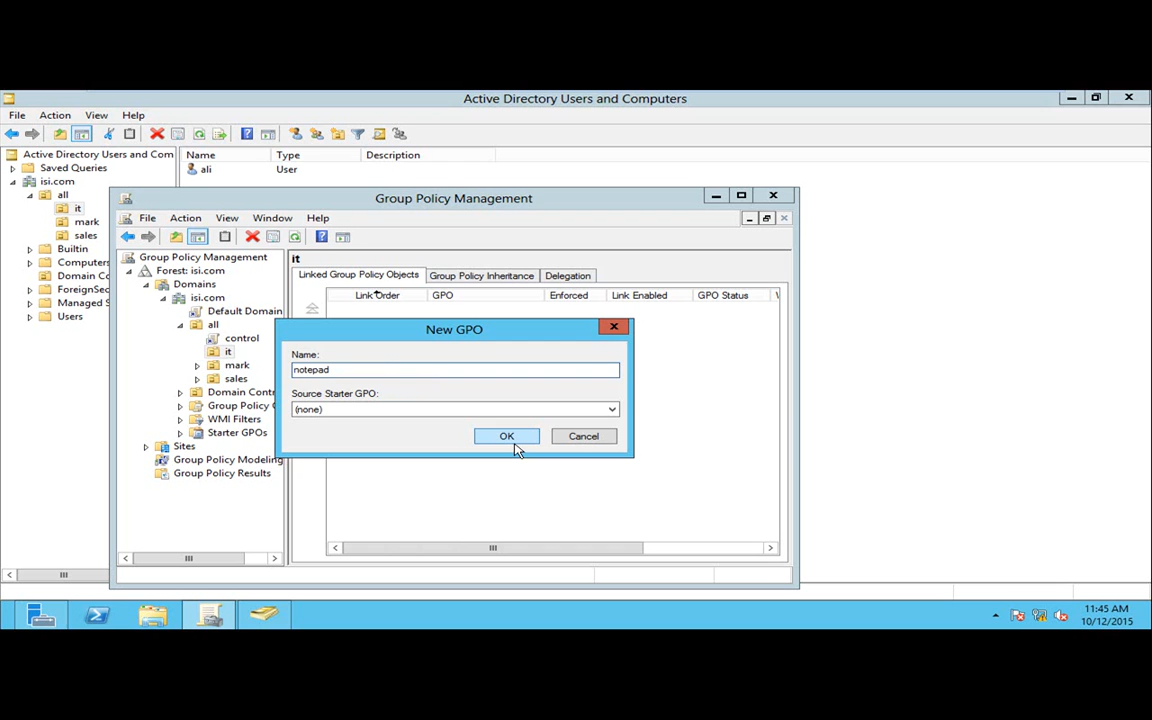 Active Directory Users and Computers
File Action View Help
Active Directory Users and Com
Saved Queries
isi.com
all
it
mark
sales
Builtin
Computers
Domain Co
ForeignSec
Managed S
Users
Name Type Description
ali User
Group Policy Management
File Action View Window Help
Group Policy Management
Forest: isi.com
Domains
isi.com
Default Domain
all
control
it
mark
sales
Domain Contr
Group Policy O
WMI Filters
Starter GPOs
Sites
Group Policy Modeling
Group Policy Results
it
Linked Group Policy Objects Group Policy Inheritance Delegation
Link Order GPO Enforced Link Enabled GPO Status
New GPO
Name:
notepad
Source Starter GPO:
(none)
OK Cancel
11:45 AM
10/12/2015